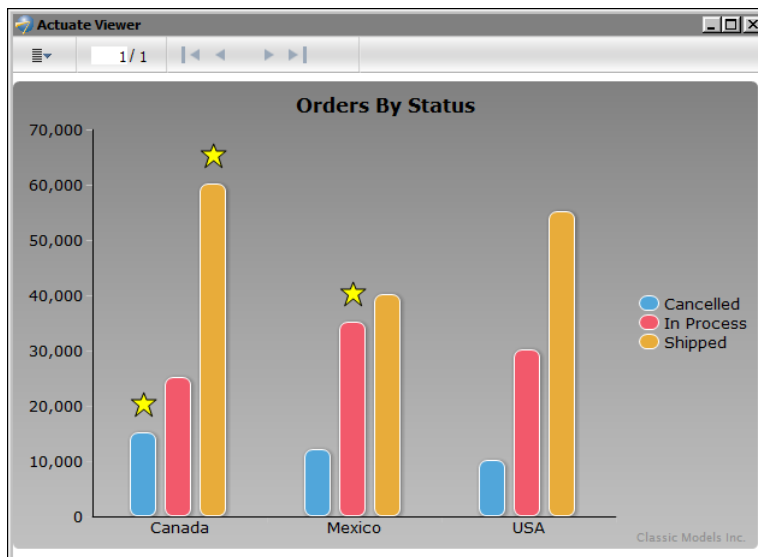 Actuate Viewer
1/ 1
Orders By Status
70,000
60,000
50,000
40,000
30,000
20,000
10,000
0
Canada Mexico USA
Cancelled
In Process
Shipped
Classic Models Inc.